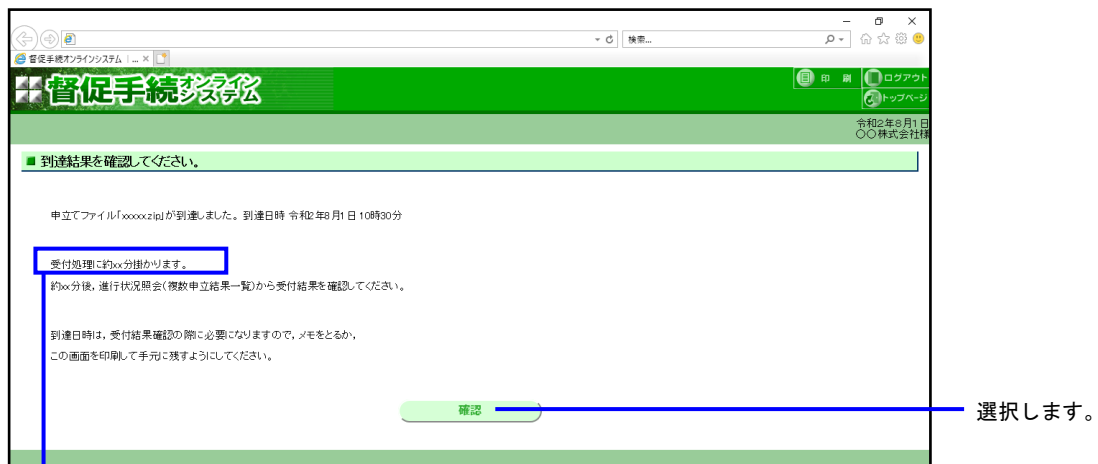 検索...
督促手続オンラインシステム | ... ×
督促手続オンラインシステム
印 刷
ログアウト
トップページ
令和2年8月1日
○○株式会社様
■ 到達結果を確認してください。
申立てファイル「xxxxx.zip」が到達しました。到達日時 令和2年8月1日10時30分
受付処理に約xx分掛かります。
約xx分後，進行状況照会（複数申立結果一覧）から受付結果を確認してください。
到達日時は，受付結果確認の際に必要になりますので，メモをとるか，
この画面を印刷して手元に残すようにしてください。
確認
選択します。